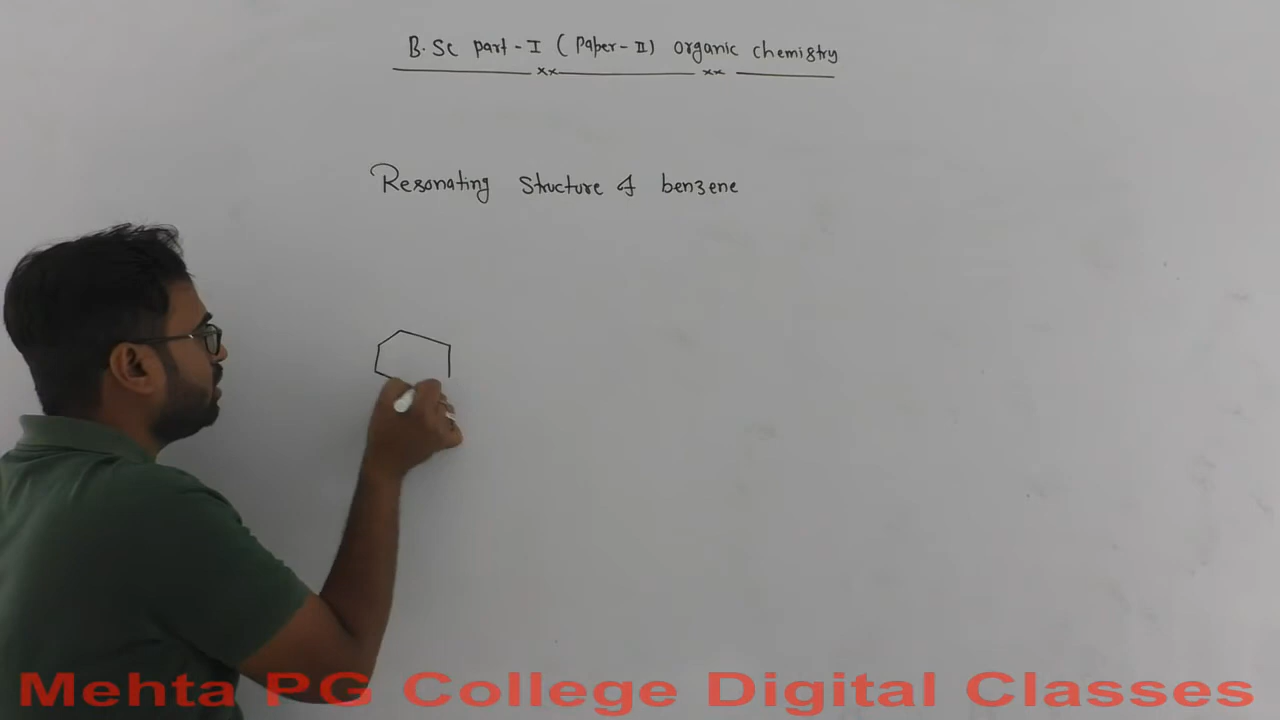 B.Sc part-I (Paper-II) organic chemistry
Resonating structure of benzene
Mehta PG College Digital Classes